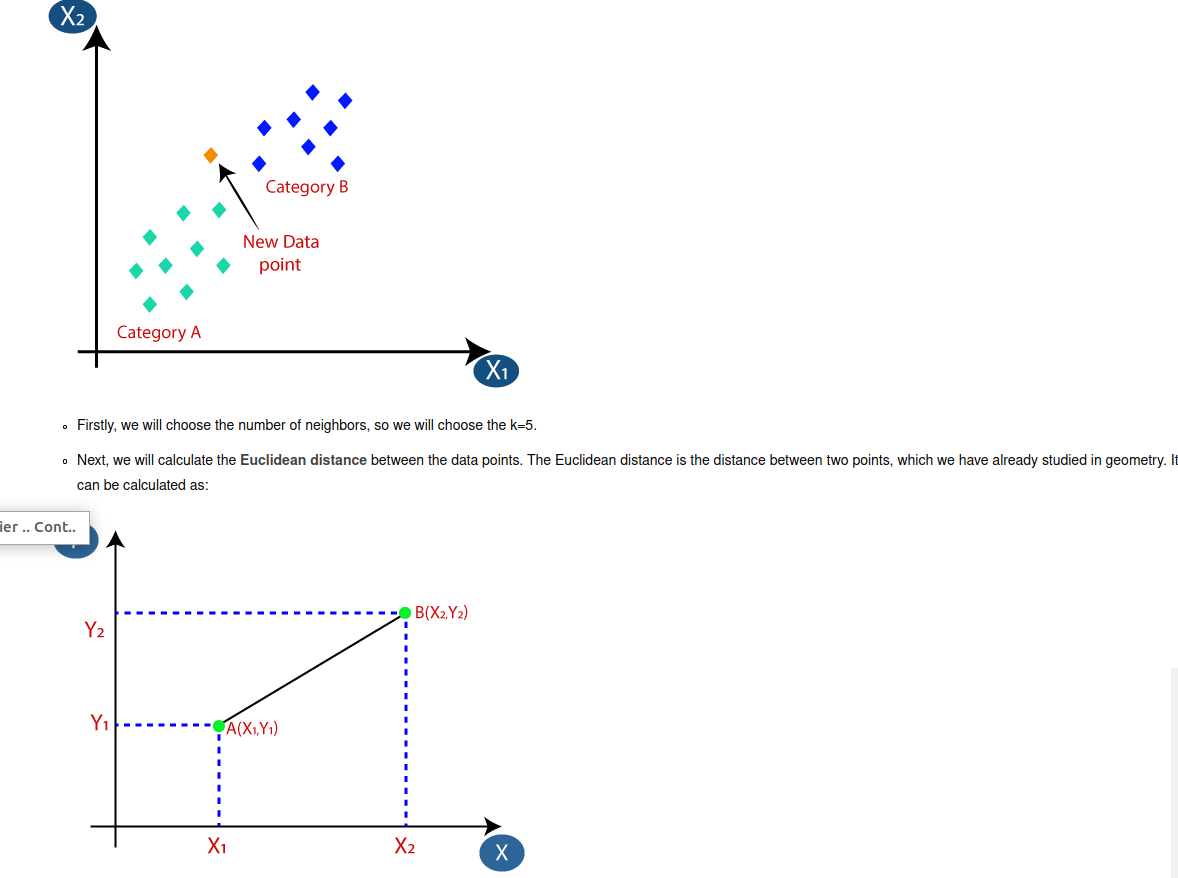 X₂
Category B
New Data
point
Category A
X₁
Firstly, we will choose the number of neighbors, so we will choose the k=5.
Next, we will calculate the Euclidean distance between the data points. The Euclidean distance is the distance between two points, which we have already studied in geometry. It
can be calculated as:
ier .. Cont..
B(X₂,Y₂)
Y₂
Y₁
A(X₁,Y₁)
X₁
X₂
X